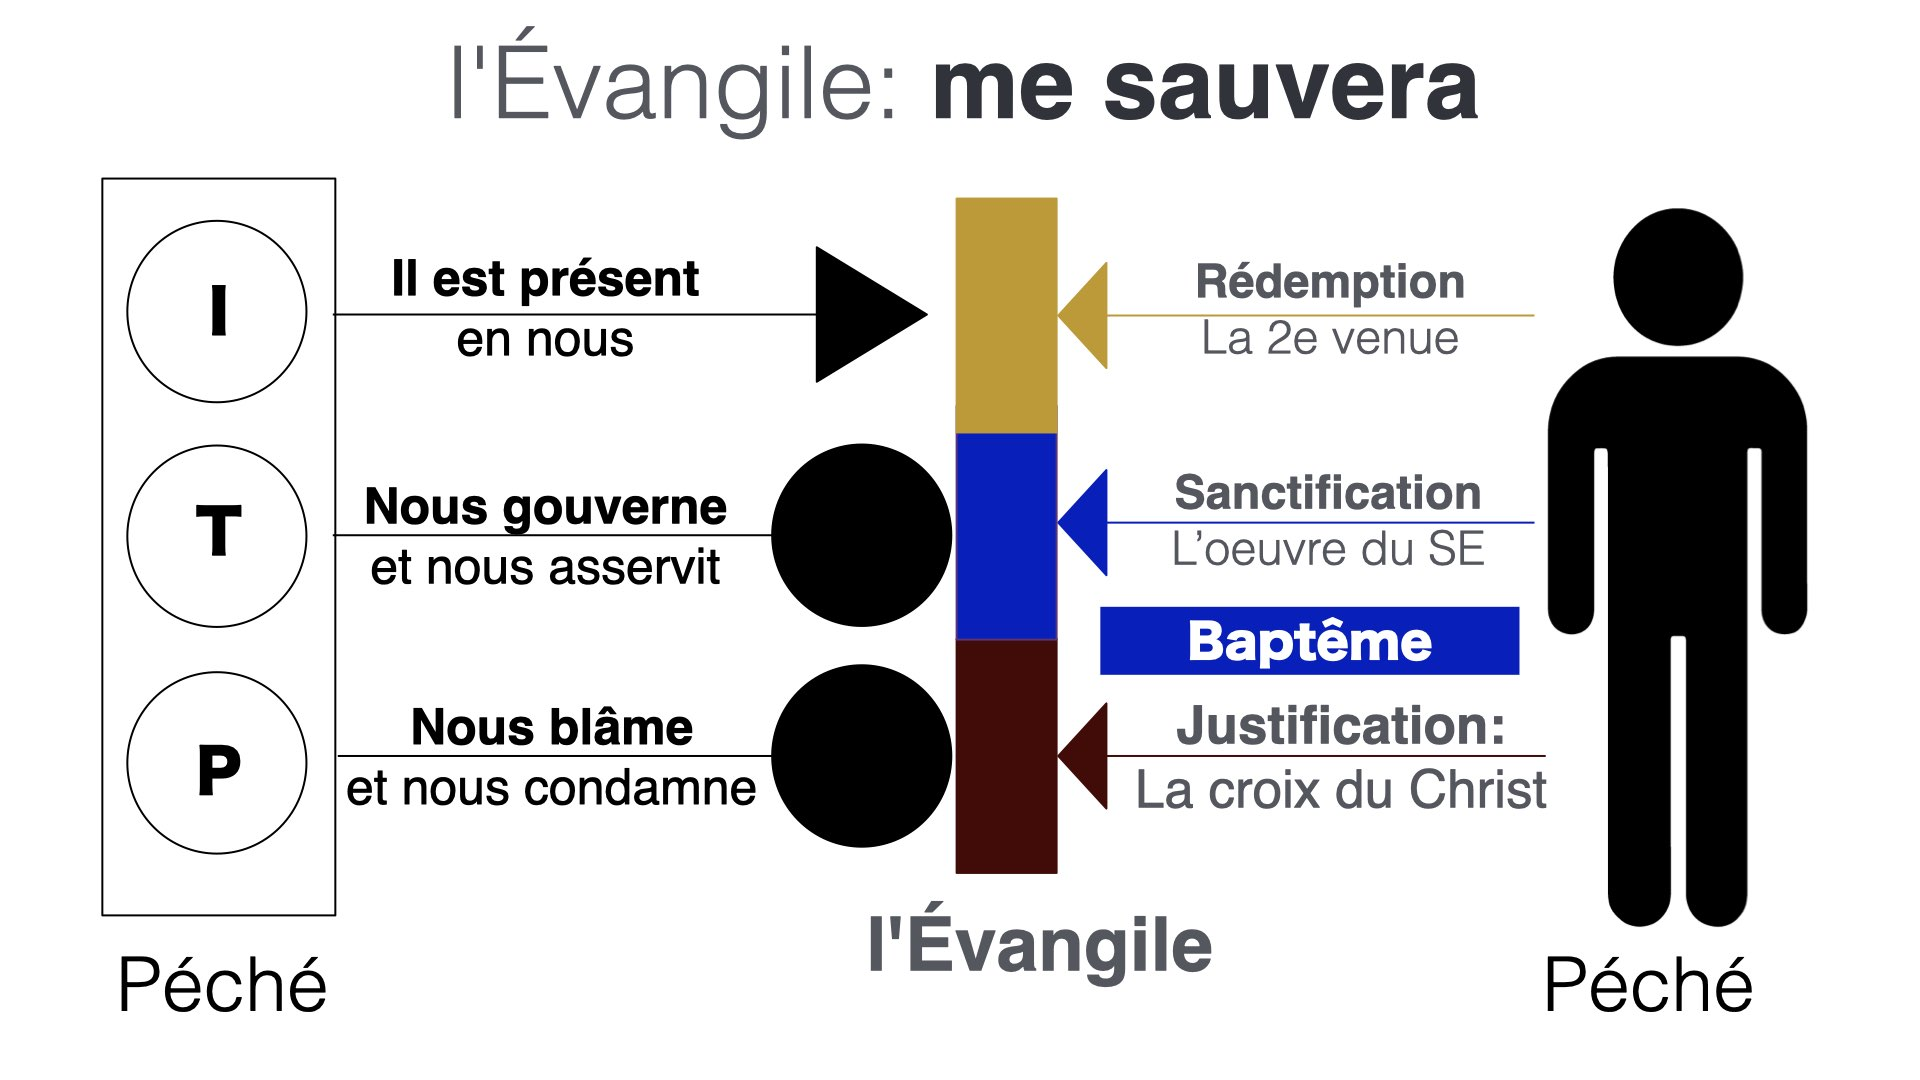 l'Évangile: me sauvera
I
Il est présent
en nous
Rédemption
La 2e venue
T
Nous gouverne
et nous asservit
Sanctification
L’oeuvre du SE
Baptême
P
Nous blâme
et nous condamne
Justification:
La croix du Christ
l'Évangile
Péché
Péché